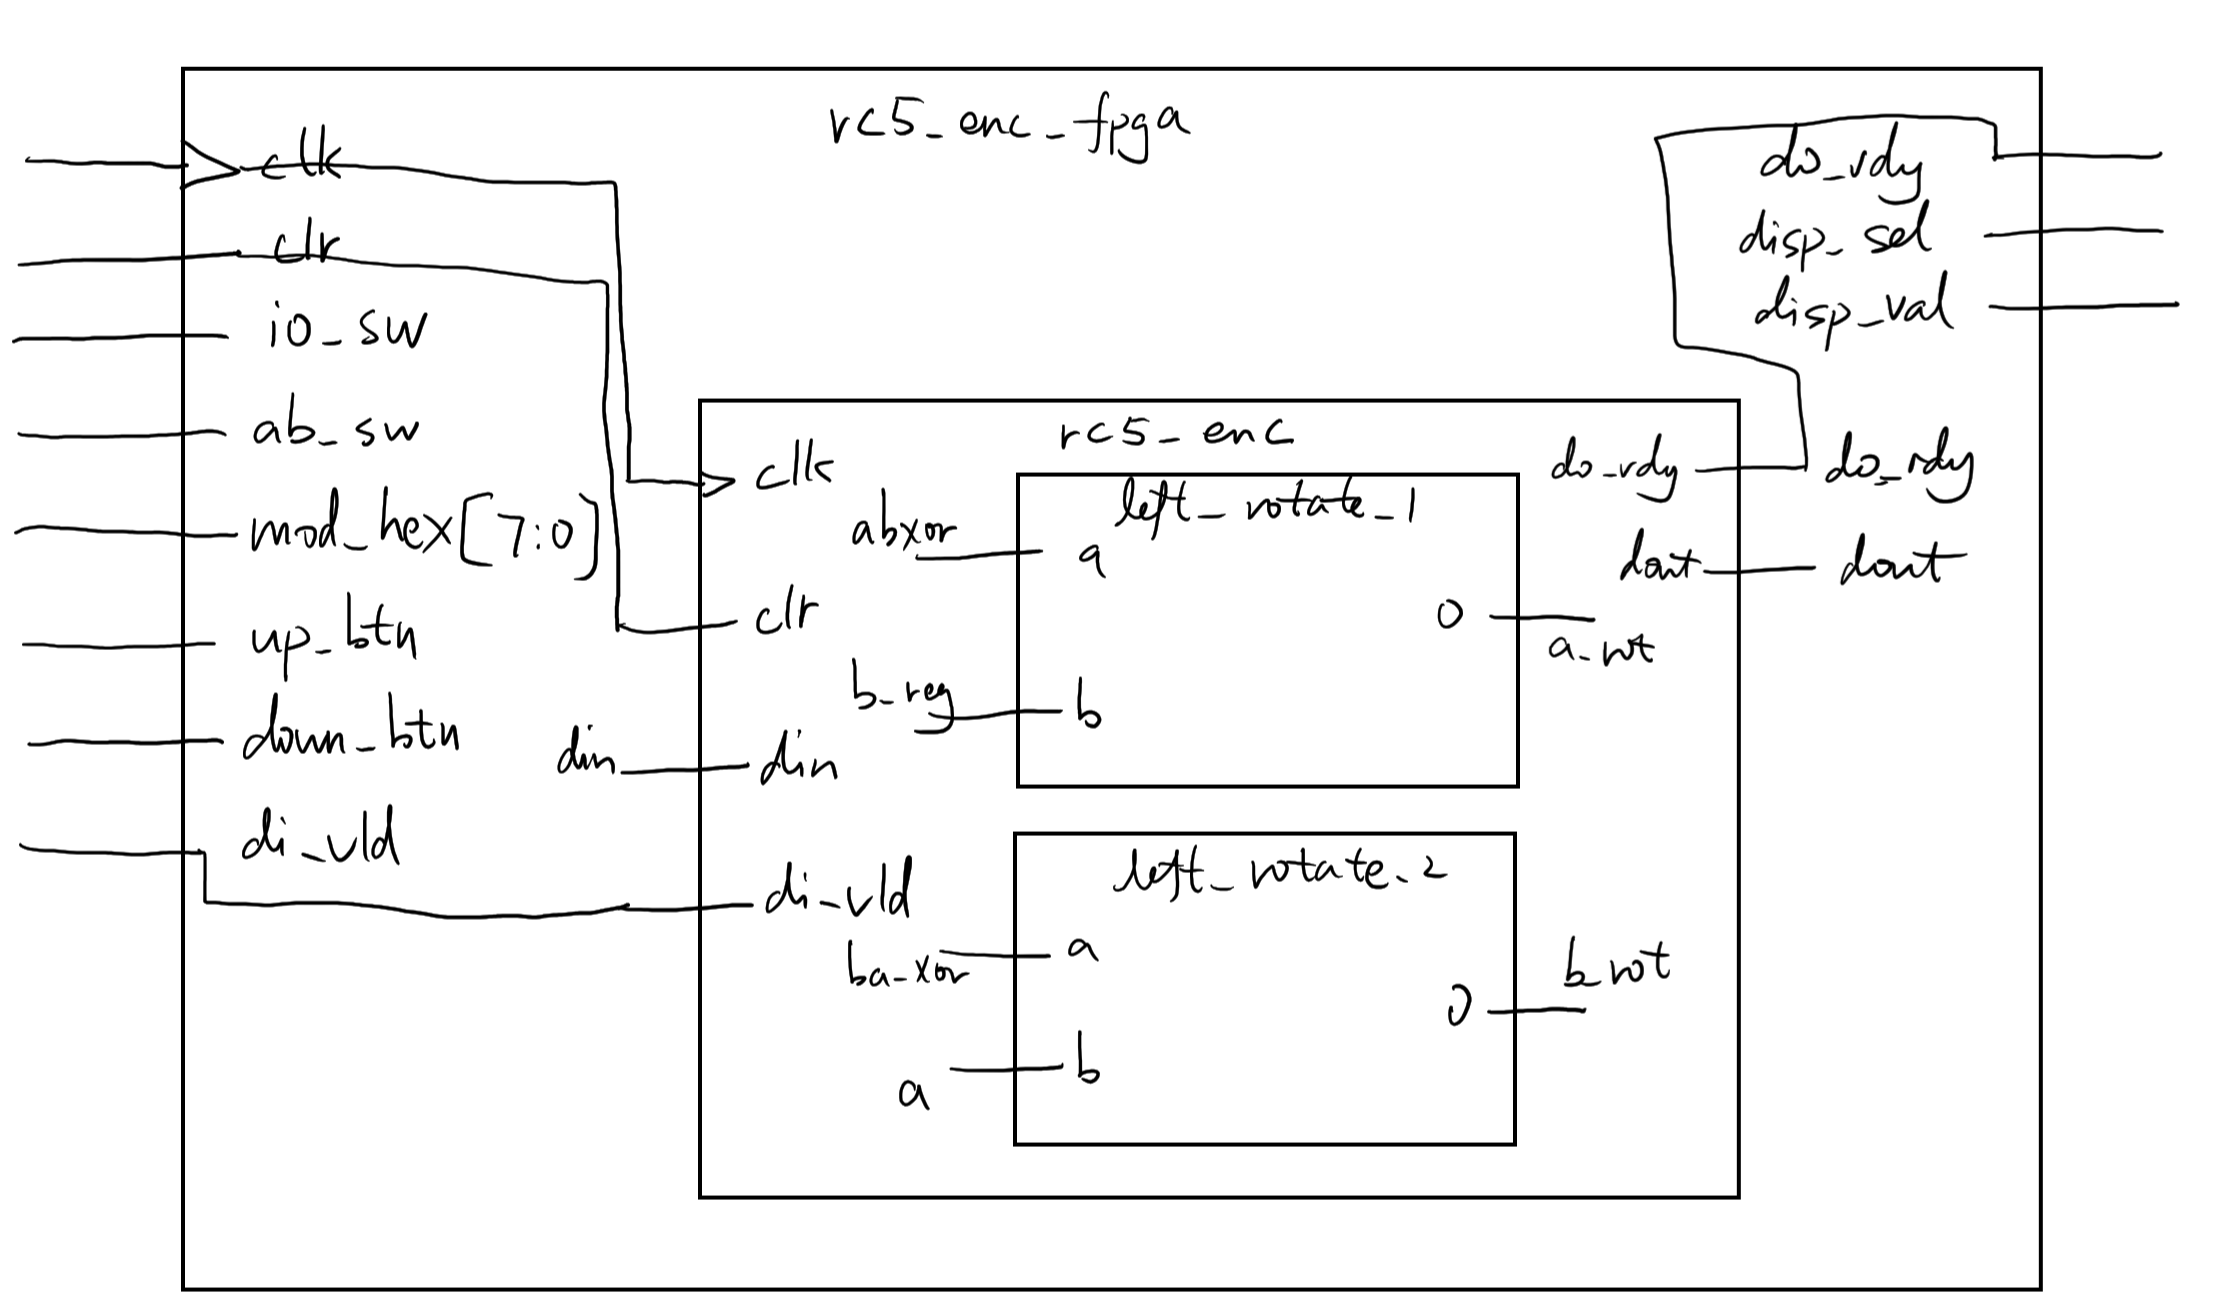 rc5_enc_fpga
clk
clr
io_sw
ab_sw
mod_hex[7:0]
up_btn
down_btn
di_vld
do_rdy
disp_sel
disp_val
rc5_enc
clk
clr
din
din
di_vld
do_rdy
do_rdy
dout
dout
left_rotate_1
abxor
a
b_reg
b
o
a_rot
left_rotate_2
ba_xor
a
a
b
o
b_rot